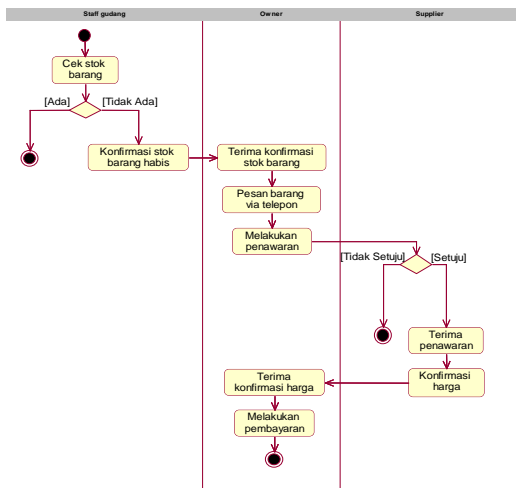 Staff gudang
Owner
Supplier
Cek stok
barang
[Ada]
[Tidak Ada]
Konfirmasi stok
barang habis
Terima konfirmasi
stok barang
Pesan barang
via telepon
Melakukan
penawaran
[Tidak Setuju]
[Setuju]
Terima
penawaran
Konfirmasi
harga
Terima
konfirmasi harga
Melakukan
pembayaran